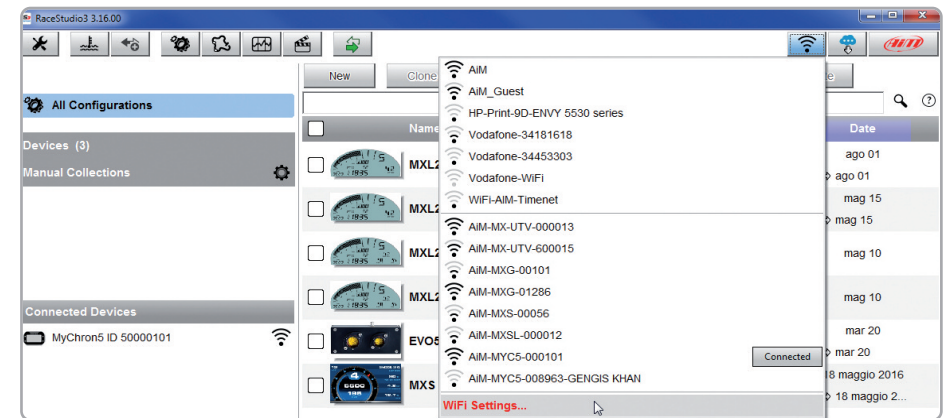 RaceStudio3 3.16.00
AiM
New
Clone
All Configurations
Name
Date
Devices (3)
Manual Collections
Connected Devices
MyChron5 ID 50000101
AiM
AiM_Guest
HP-Print-9D-ENVY 5530 series
Vodafone-34181618
Vodafone-34453303
Vodafone-WiFi
WiFi-AIM-Timenet
AiM-MX-UTV-000013
AiM-MX-UTV-600015
AiM-MXG-00101
AiM-MXG-01286
AiM-MXS-00056
AiM-MXSL-000012
AiM-MYC5-000101
Connected
AiM-MYC5-008963-GENGIS KHAN
WiFi Settings...
MXL2
ago 01
ago 01
MXL2
mag 15
mag 15
MXL2
mag 10
MXL2
mag 10
EVO5
mar 20
mar 20
MXS
18 maggio 2016
18 maggio 2...